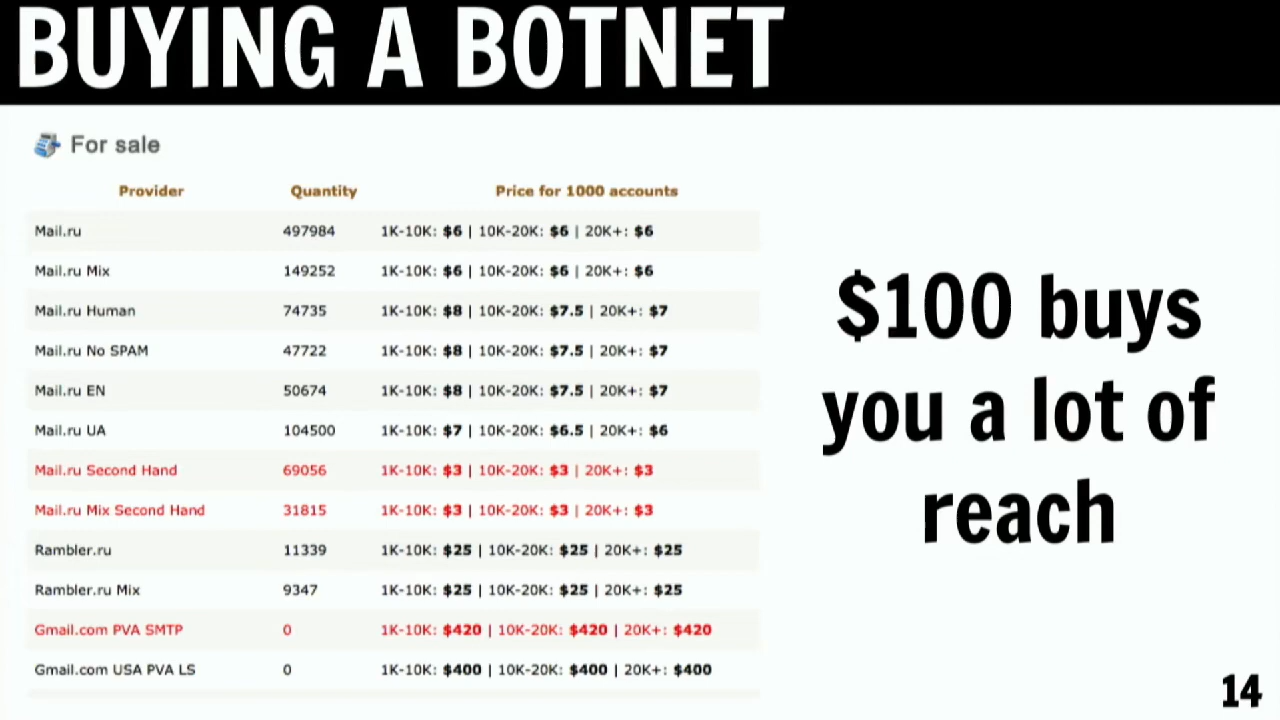 BUYING A BOTNET
For sale
Provider Quantity Price for 1000 accounts
Mail.ru 497984 1K-10K: $6 | 10K-20K: $6 | 20K+: $6
Mail.ru Mix 149252 1K-10K: $6 | 10K-20K: $6 | 20K+: $6
Mail.ru Human 74735 1K-10K: $8 | 10K-20K: $7.5 | 20K+: $7
Mail.ru No SPAM 47722 1K-10K: $8 | 10K-20K: $7.5 | 20K+: $7
Mail.ru EN 50674 1K-10K: $8 | 10K-20K: $7.5 | 20K+: $7
Mail.ru UA 104500 1K-10K: $7 | 10K-20K: $6.5 | 20K+: $6
Mail.ru Second Hand 69056 1K-10K: $3 | 10K-20K: $3 | 20K+: $3
Mail.ru Mix Second Hand 31815 1K-10K: $3 | 10K-20K: $3 | 20K+: $3
Rambler.ru 11339 1K-10K: $25 | 10K-20K: $25 | 20K+: $25
Rambler.ru Mix 9347 1K-10K: $25 | 10K-20K: $25 | 20K+: $25
Gmail.com PVA SMTP 0 1K-10K: $420 | 10K-20K: $420 | 20K+: $420
Gmail.com USA PVA LS 0 1K-10K: $400 | 10K-20K: $400 | 20K+: $400
$100 buys
you a lot of
reach
14